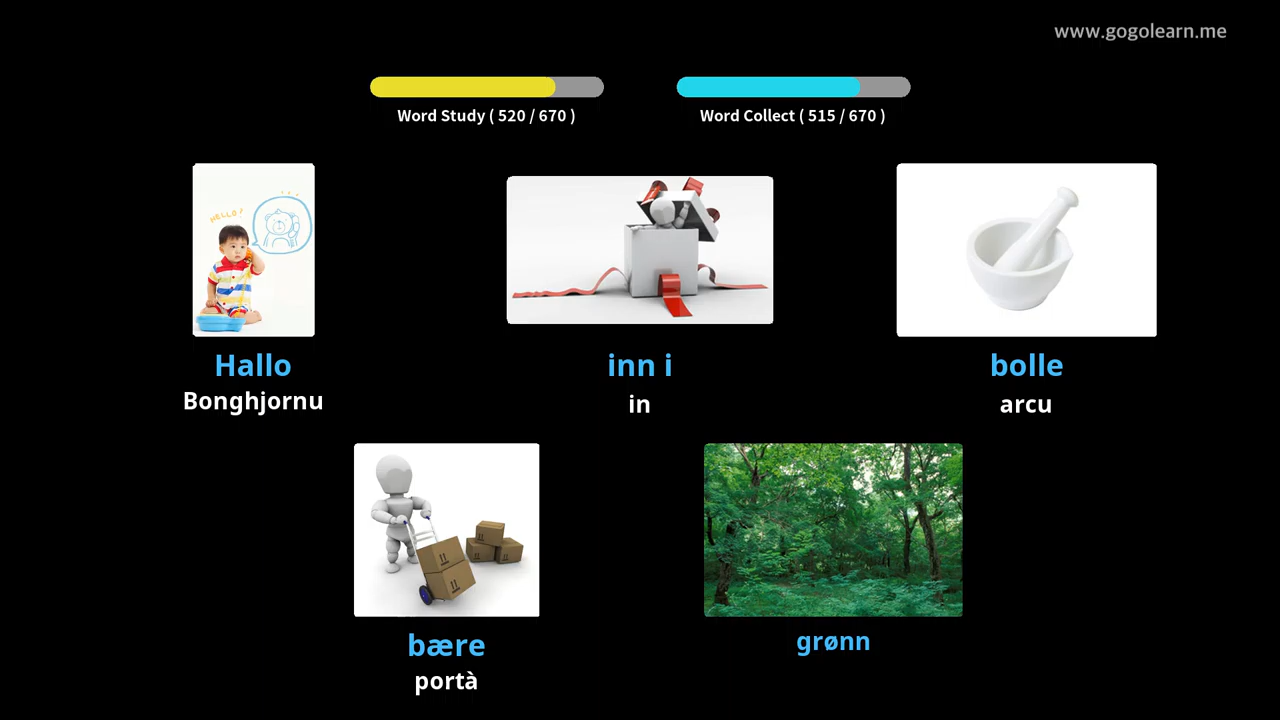 www.gogolearn.me
Word Study ( 520 / 670 )
Word Collect ( 515 / 670 )
HELLO?
Hallo
Bonghjornu
inn i
in
bolle
arcu
bære
portà
grønn